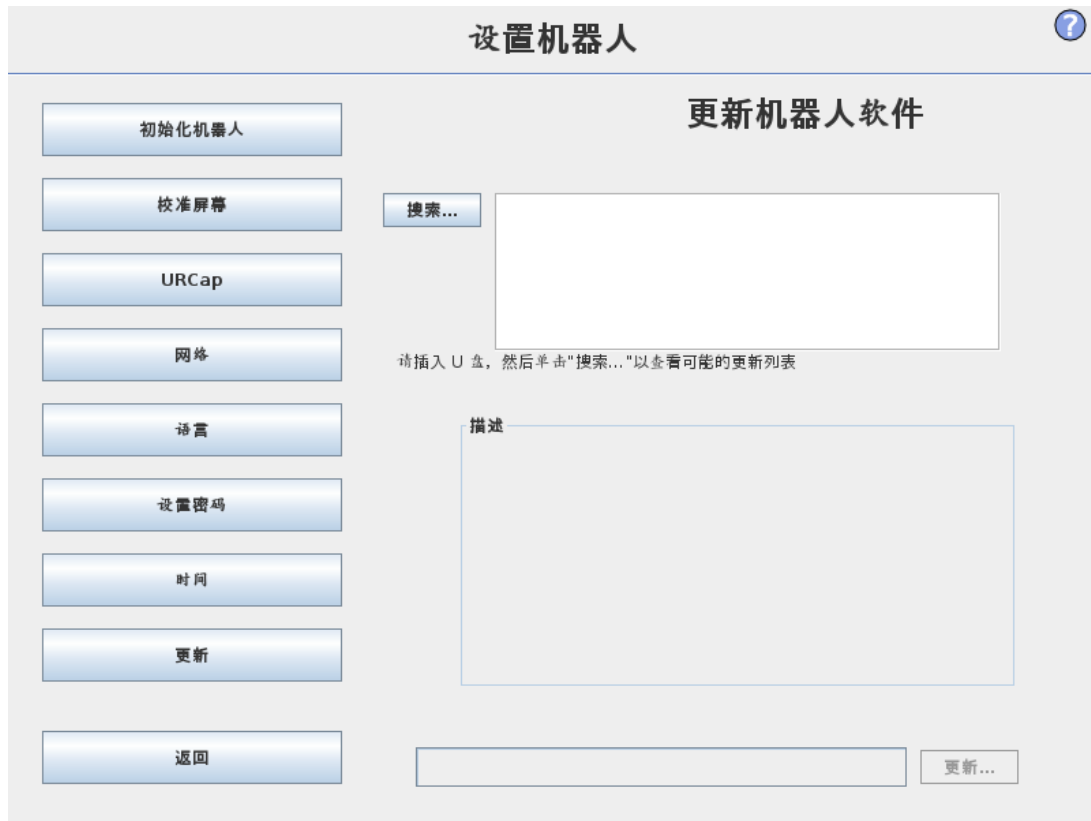 设置机器人
?
更新机器人软件
初始化机器人
校准屏幕
搜索...
URCap
网络
请插入 U 盘，然后单击"搜索..."以查看可能的更新列表
语言
描述
设置密码
时间
更新
返回
更新...